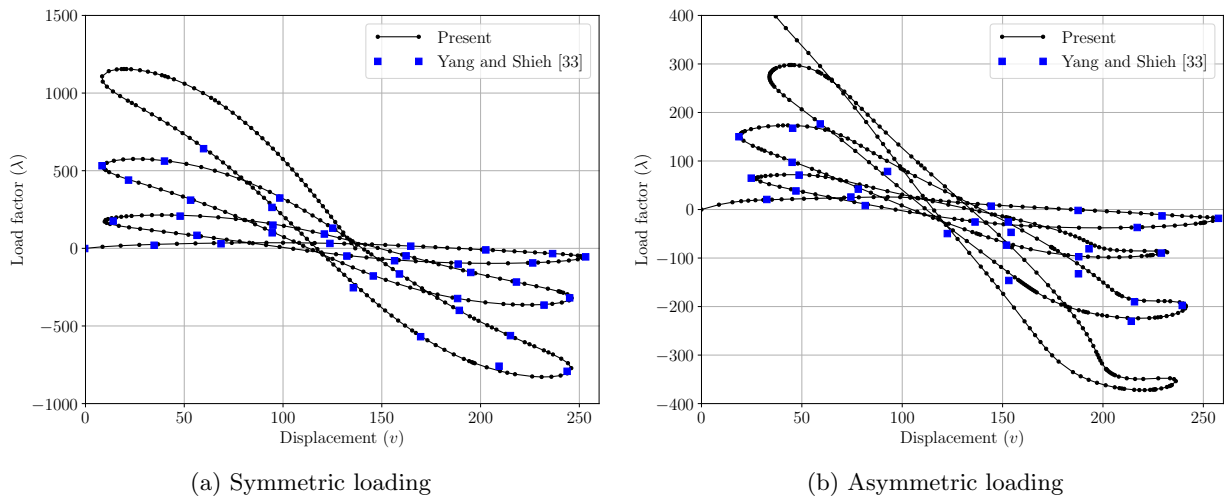 1500
1000
500
0
−500
−1000
0
50
100
150
200
250
Load factor (λ)
Displacement (v)
Present
Yang and Shieh [33]
(a) Symmetric loading
400
300
200
100
0
−100
−200
−300
−400
0
50
100
150
200
250
Load factor (λ)
Displacement (v)
Present
Yang and Shieh [33]
(b) Asymmetric loading